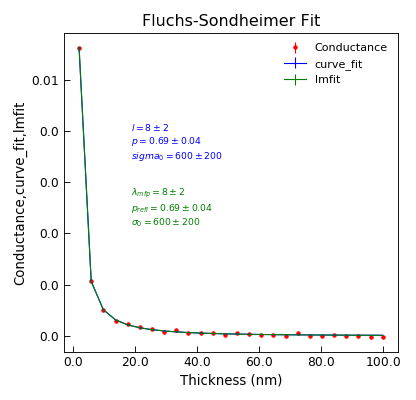 Fluchs-Sondheimer Fit
Conductance
curve_fit
lmfit
Conductance,curve_fit,lmfit
0.01
0.0
0.0
0.0
0.0
0.0
l = 8 ± 2
p = 0.69 ± 0.04
sigma₀ = 600 ± 200
λmfp = 8 ± 2
prefl = 0.69 ± 0.04
σ₀ = 600 ± 200
0.0 20.0 40.0 60.0 80.0 100.0
Thickness (nm)